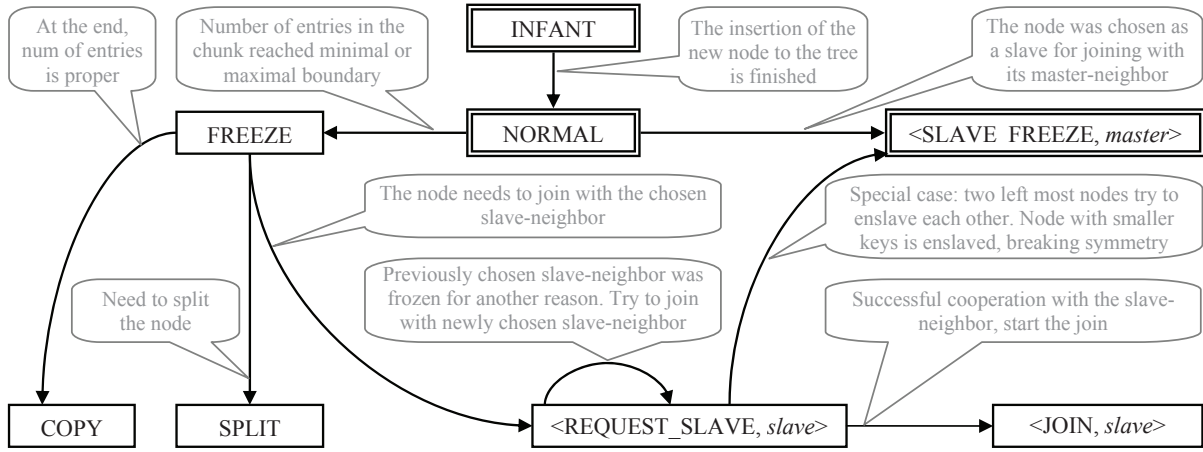 At the end,
num of entries
is proper
Number of entries in the
chunk reached minimal or
maximal boundary
INFANT
The insertion of the
new node to the tree
is finished
The node was chosen as
a slave for joining with
its master-neighbor
FREEZE
NORMAL
<SLAVE_FREEZE, master>
The node needs to join with the chosen
slave-neighbor
Special case: two left most nodes try to
enslave each other. Node with smaller
keys is enslaved, breaking symmetry
Need to split
the node
Previously chosen slave-neighbor was
frozen for another reason. Try to join
with newly chosen slave-neighbor
Successful cooperation with the slave-
neighbor, start the join
COPY
SPLIT
<REQUEST_SLAVE, slave>
<JOIN, slave>